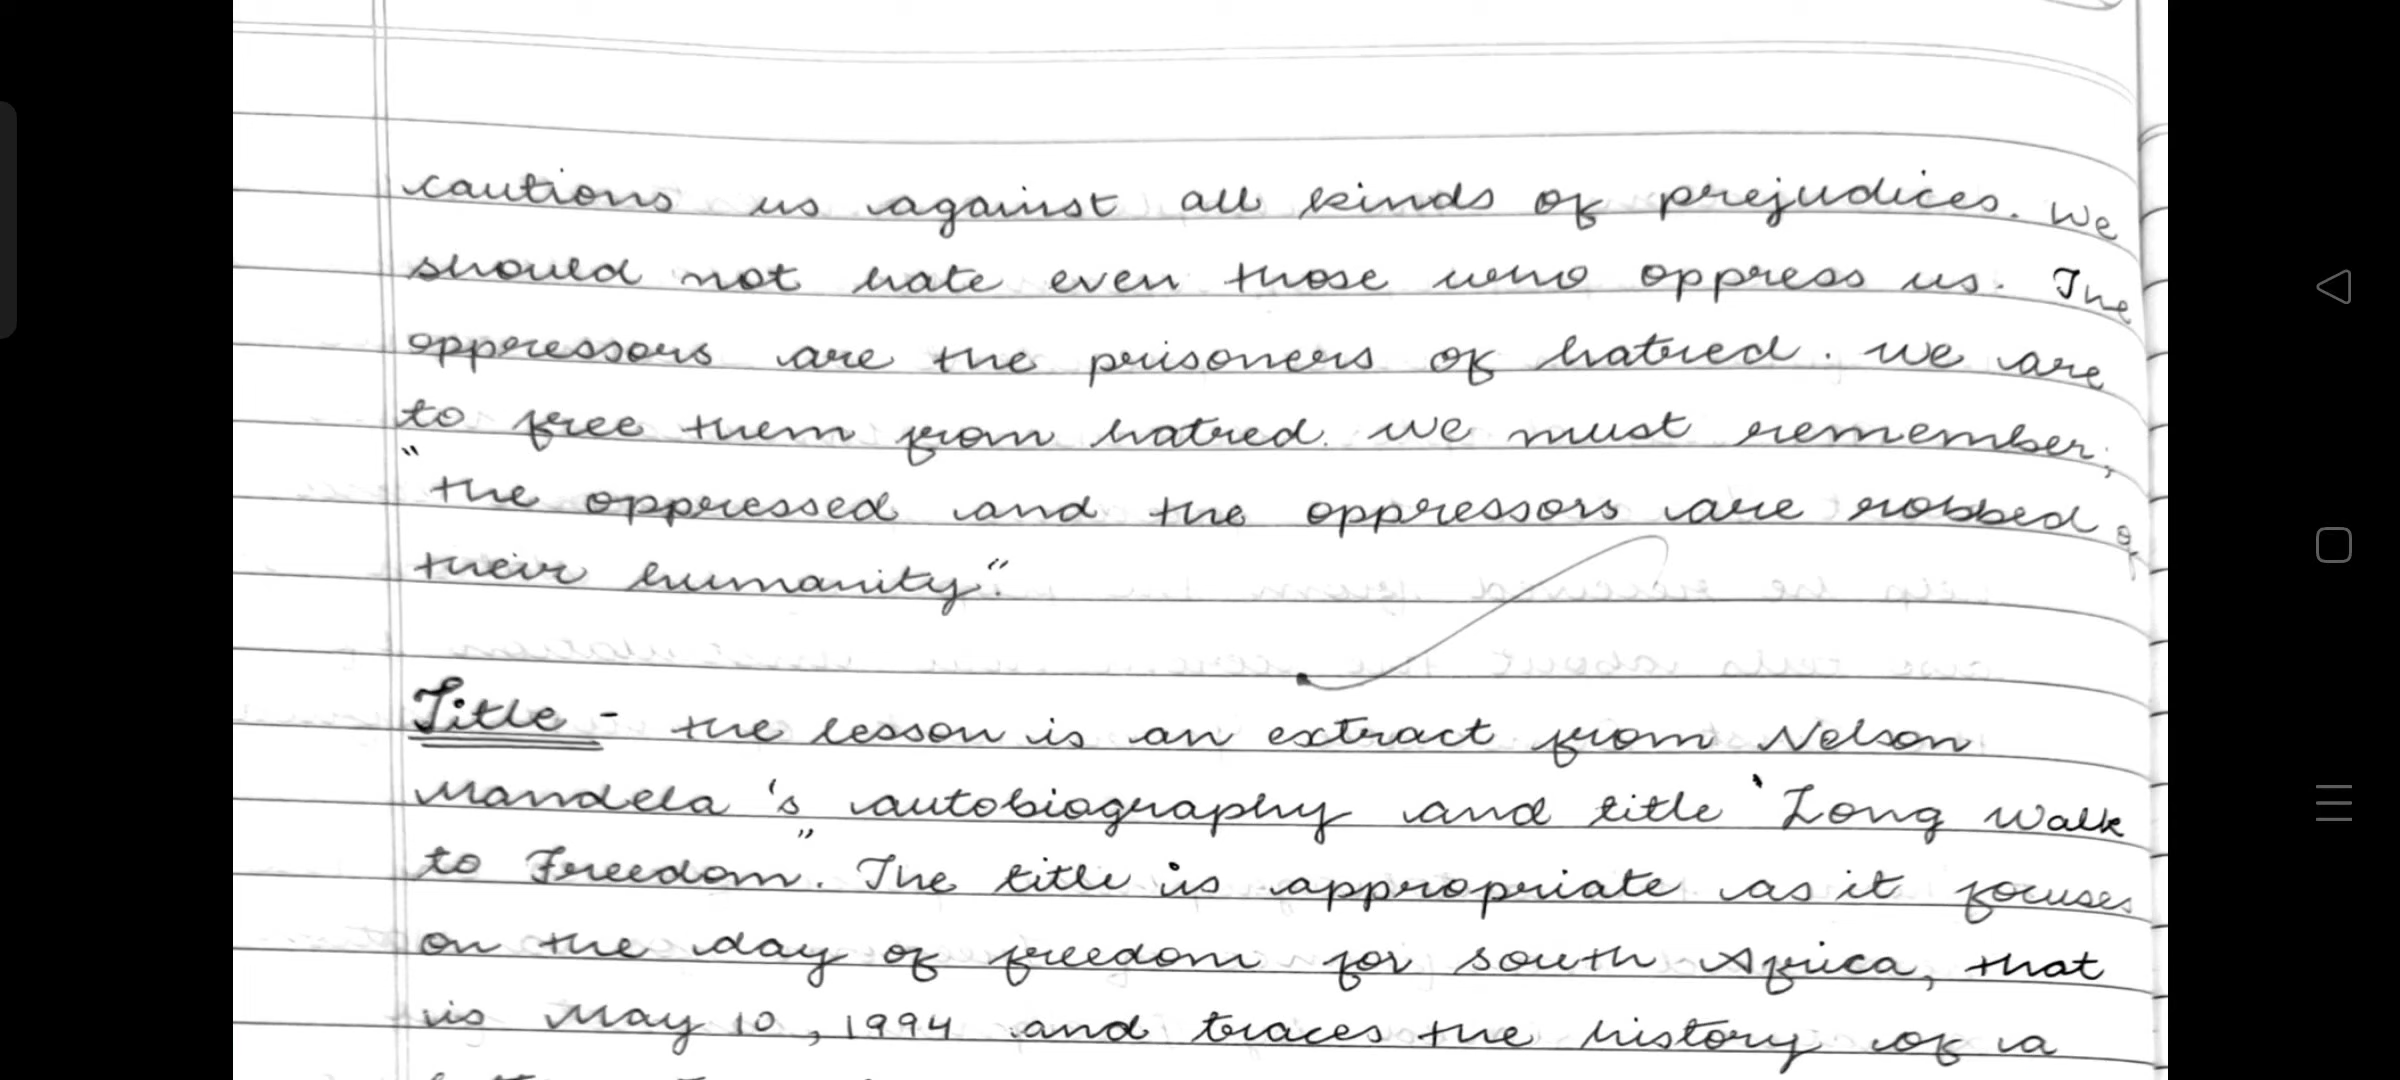 cautions us against all kinds of prejudices. We
should not hate even those who oppress us. The
oppressors are the prisoners of hatred. We are
to free them from hatred. We must remember,
"the oppressed and the oppressors are robbed of
their humanity".
Title - the lesson is an extract from Nelson
Mandela's autobiography and title "Long Walk
to Freedom". The title is appropriate as it focuses
on the day of freedom for south Africa, that
is May 10, 1994 and traces the history of a